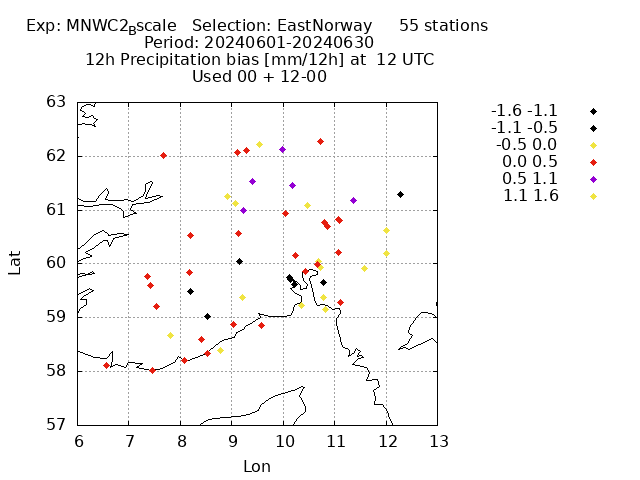 Exp: MNWC2_Bscale   Selection: EastNorway      55 stations
Period: 20240601-20240630
12h Precipitation bias [mm/12h] at  12 UTC
Used 00 + 12-00
-1.6 -1.1
-1.1 -0.5
-0.5 0.0
0.0 0.5
0.5 1.1
1.1 1.6
63
62
61
60
59
58
57
Lat
6 7 8 9 10 11 12 13
Lon